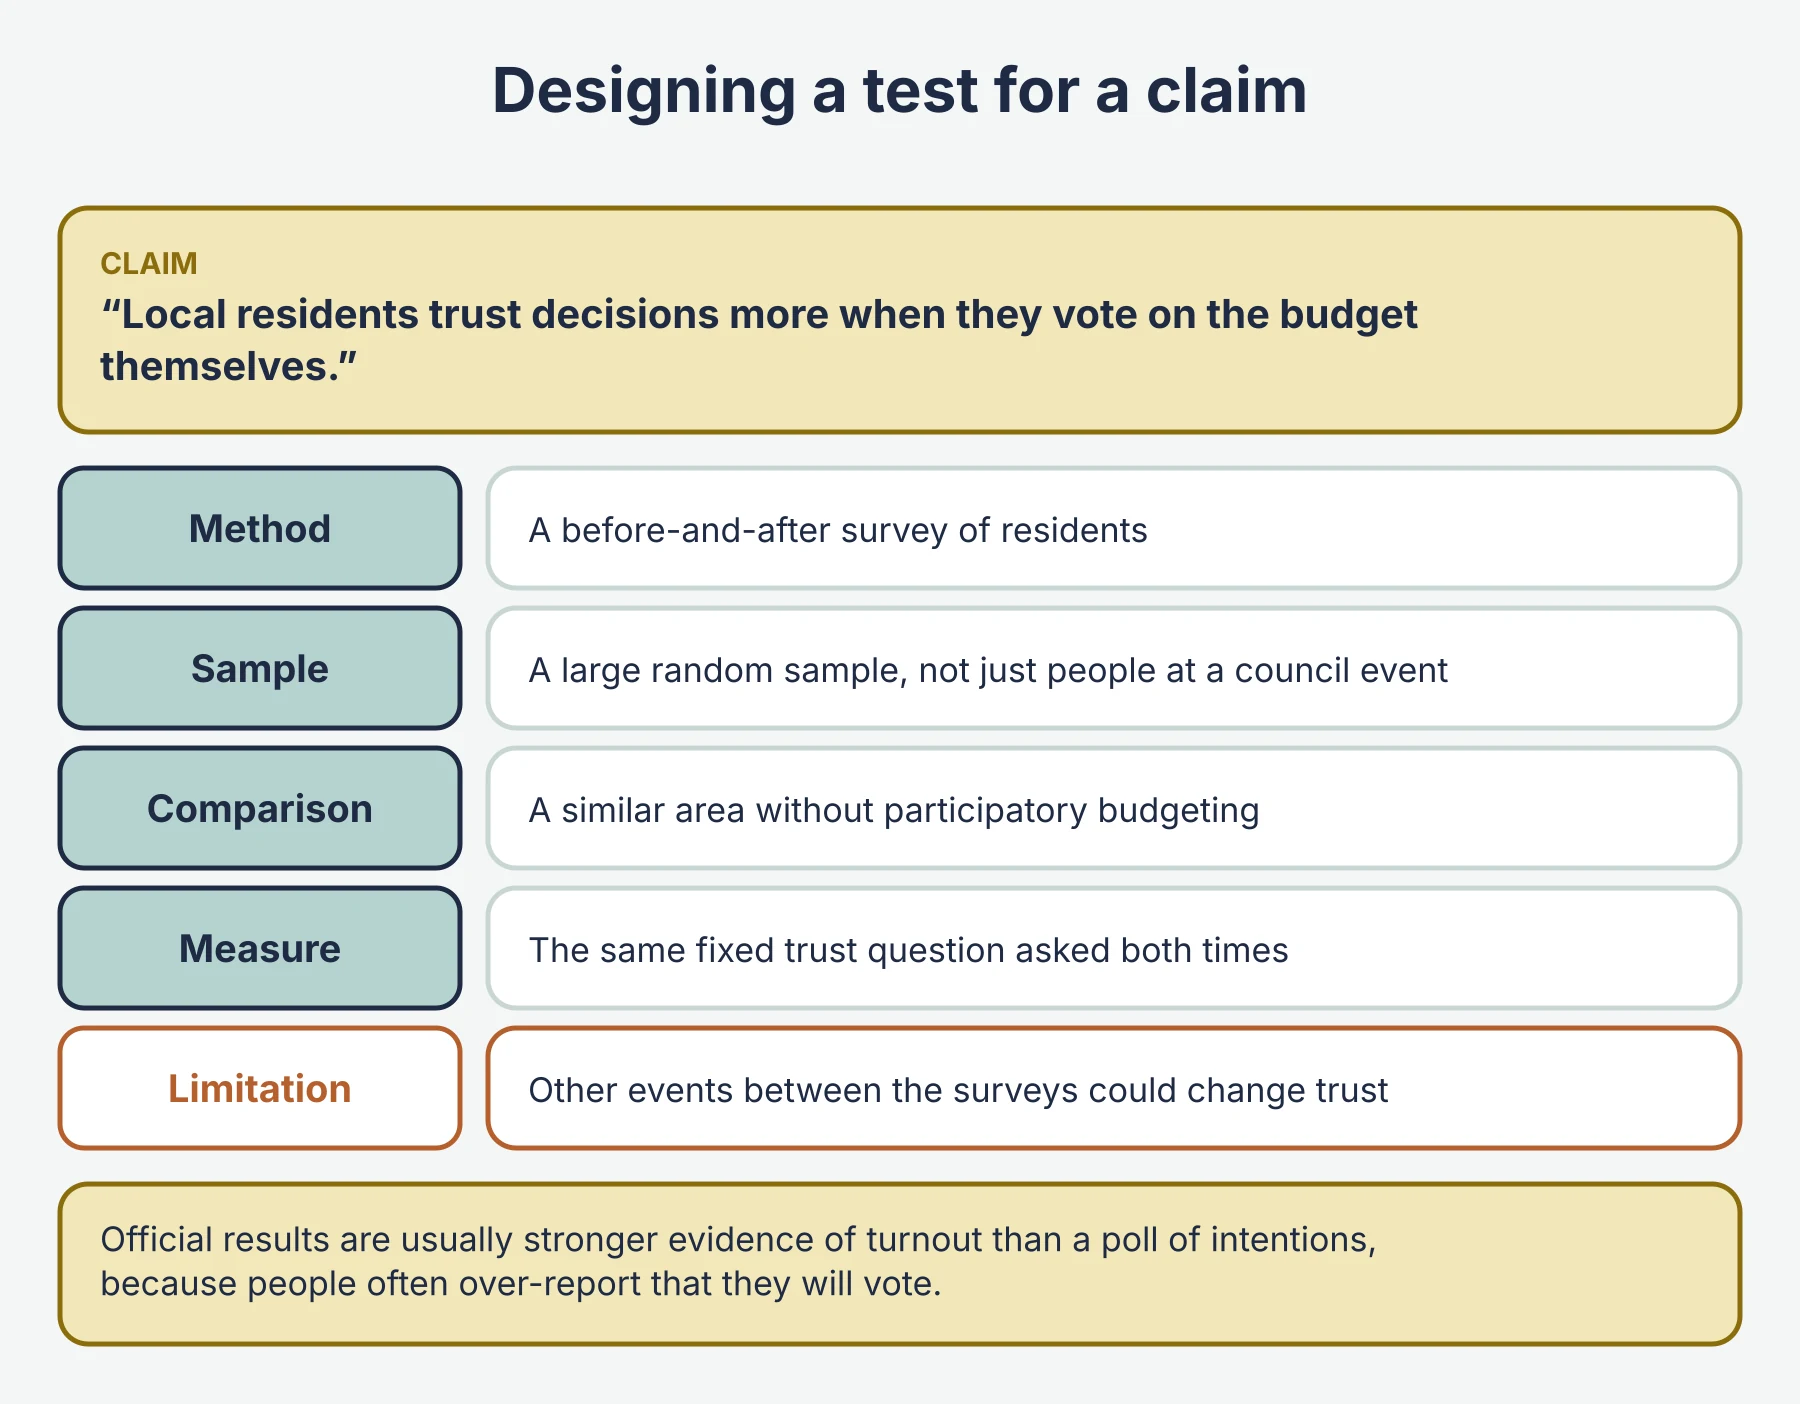 Designing a test for a claim
CLAIM
“Local residents trust decisions more when they vote on the budget
themselves.”
Method
A before-and-after survey of residents
Sample
A large random sample, not just people at a council event
Comparison
A similar area without participatory budgeting
Measure
The same fixed trust question asked both times
Limitation
Other events between the surveys could change trust
Official results are usually stronger evidence of turnout than a poll of intentions,
because people often over-report that they will vote.